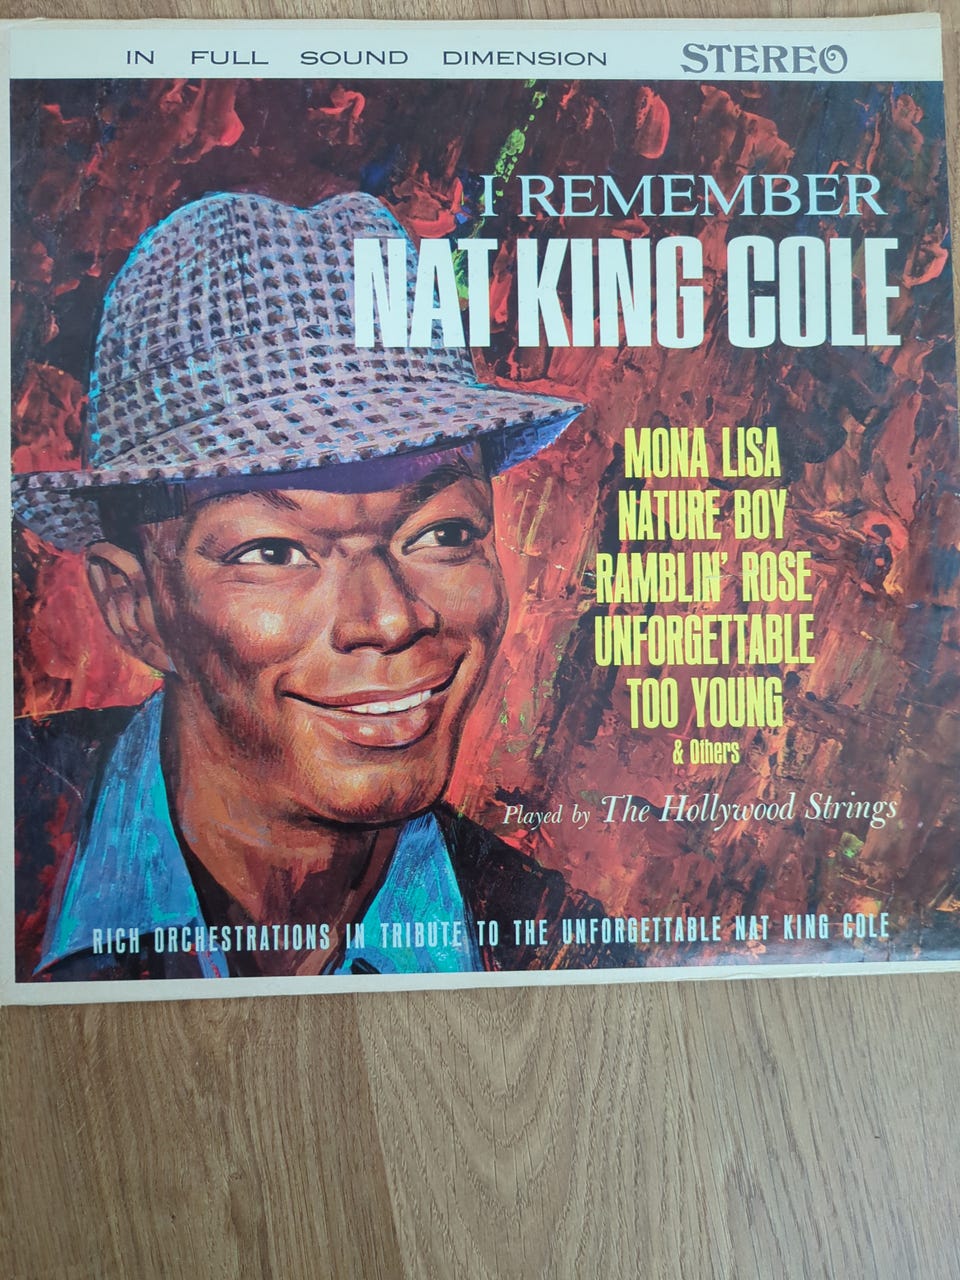 IN FULL SOUND DIMENSION STEREO
I REMEMBER
NAT KING COLE
MONA LISA
NATURE BOY
RAMBLIN' ROSE
UNFORGETTABLE
TOO YOUNG
& Others
Played by The Hollywood Strings
RICH ORCHESTRATIONS IN TRIBUTE TO THE UNFORGETTABLE NAT KING COLE